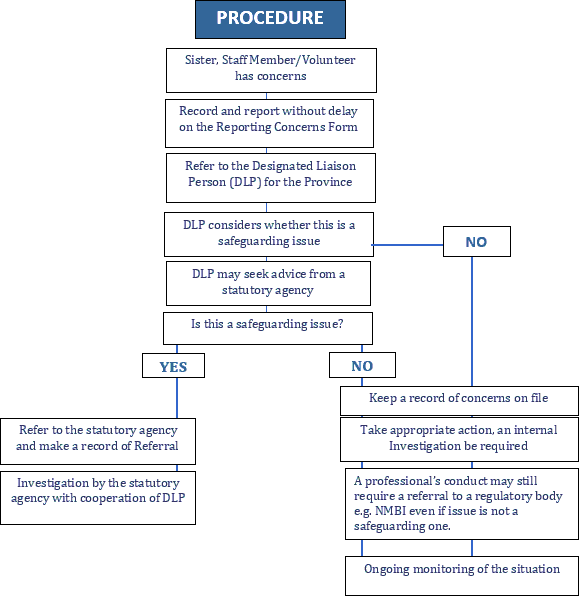 PROCEDURE
Sister, Staff Member/Volunteer
has concerns
Record and report without delay
on the Reporting Concerns Form
Refer to the Designated Liaison
Person (DLP) for the Province
DLP considers whether this is a
safeguarding issue
NO
DLP may seek advice from a
statutory agency
Is this a safeguarding issue?
YES
NO
Keep a record of concerns on file
Refer to the statutory agency
and make a record of Referral
Take appropriate action, an internal
Investigation be required
Investigation by the statutory
agency with cooperation of DLP
A professional's conduct may still
require a referral to a regulatory body
e.g. NMBI even if issue is not a
safeguarding one.
Ongoing monitoring of the situation